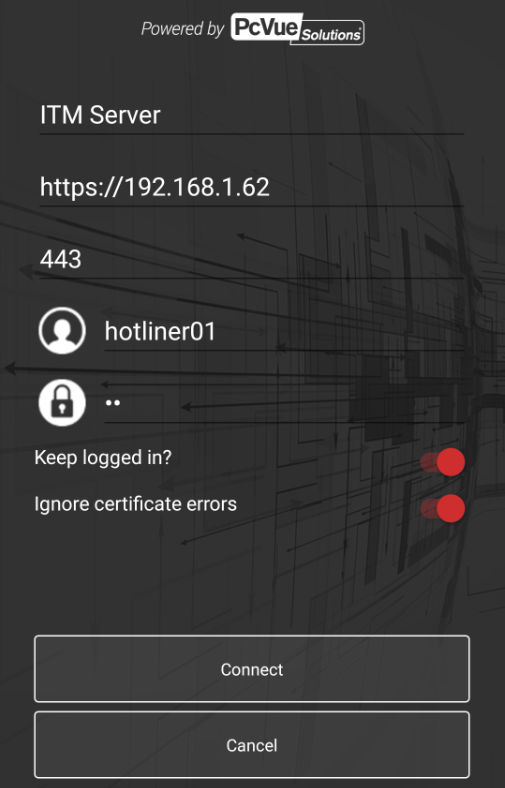 Powered by PcVue Solutions
ITM Server
https://192.168.1.62
443
hotliner01
••
Keep logged in?
Ignore certificate errors
Connect
Cancel